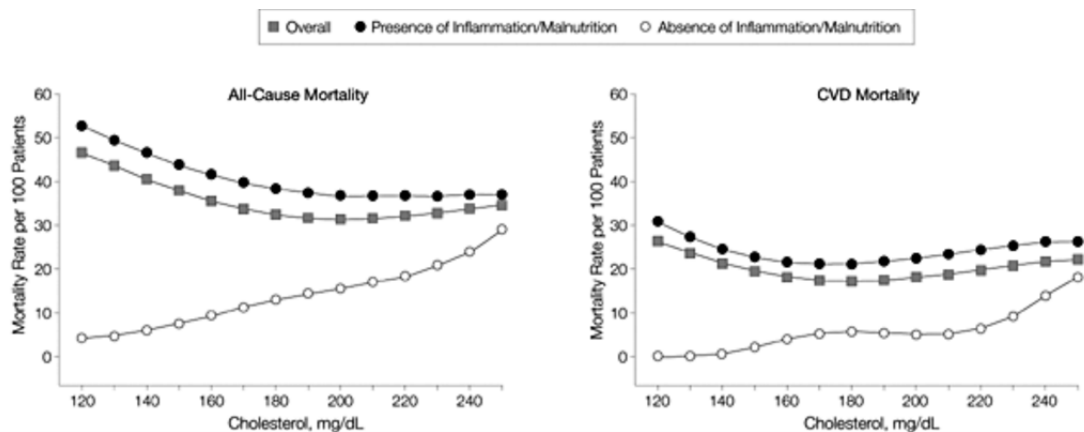 Overall Presence of Inflammation/Malnutrition Absence of Inflammation/Malnutrition
All-Cause Mortality
Mortality Rate per 100 Patients
60
50
40
30
20
10
0
120 140 160 180 200 220 240
Cholesterol, mg/dL
CVD Mortality
Mortality Rate per 100 Patients
60
50
40
30
20
10
0
120 140 160 180 200 220 240
Cholesterol, mg/dL